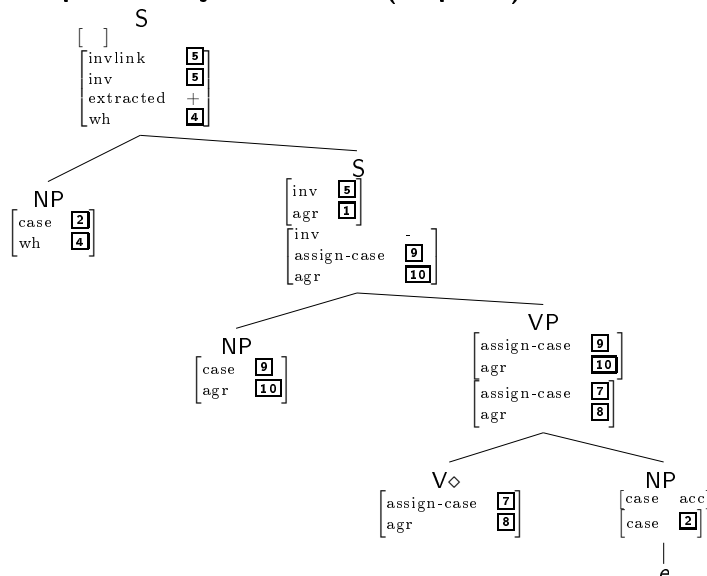 S
[ ]
invlink 5
inv 5
extracted +
wh 4
NP
case 2
wh 4
S
inv 5
agr 1
inv -
assign-case 9
agr 10
NP
case 9
agr 10
VP
assign-case 9
agr 10
assign-case 7
agr 8
V◇
assign-case 7
agr 8
NP
case acc
case 2
e